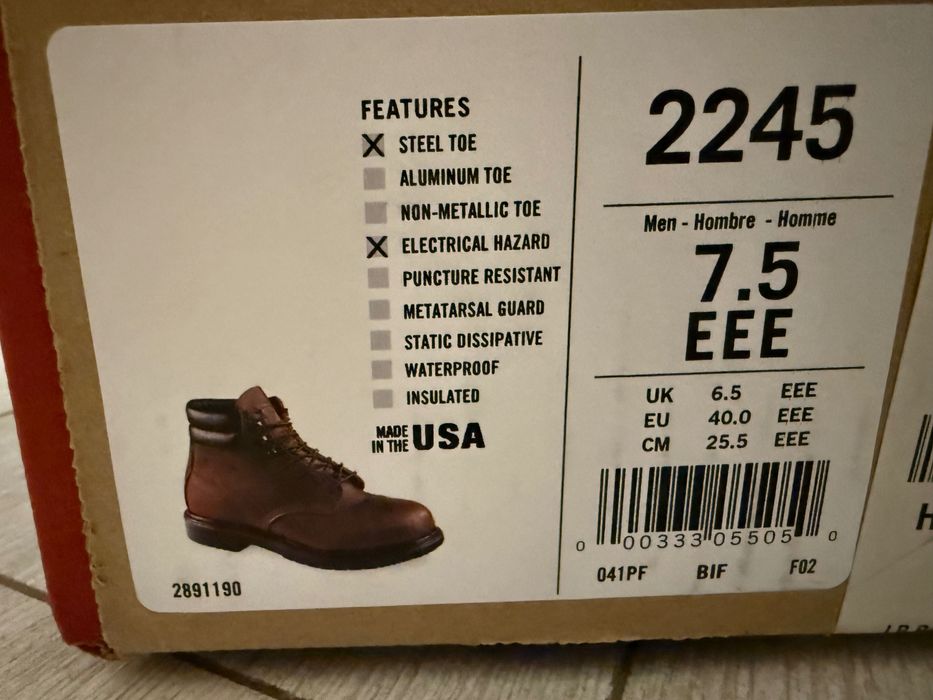 FEATURES
X STEEL TOE
ALUMINUM TOE
NON-METALLIC TOE
X ELECTRICAL HAZARD
PUNCTURE RESISTANT
METATARSAL GUARD
STATIC DISSIPATIVE
WATERPROOF
INSULATED
MADE IN THE USA
2891190
2245
Men - Hombre - Homme
7.5
EEE
UK 6.5 EEE
EU 40.0 EEE
CM 25.5 EEE
0 00333 05505 0
041PF BIF F02
H